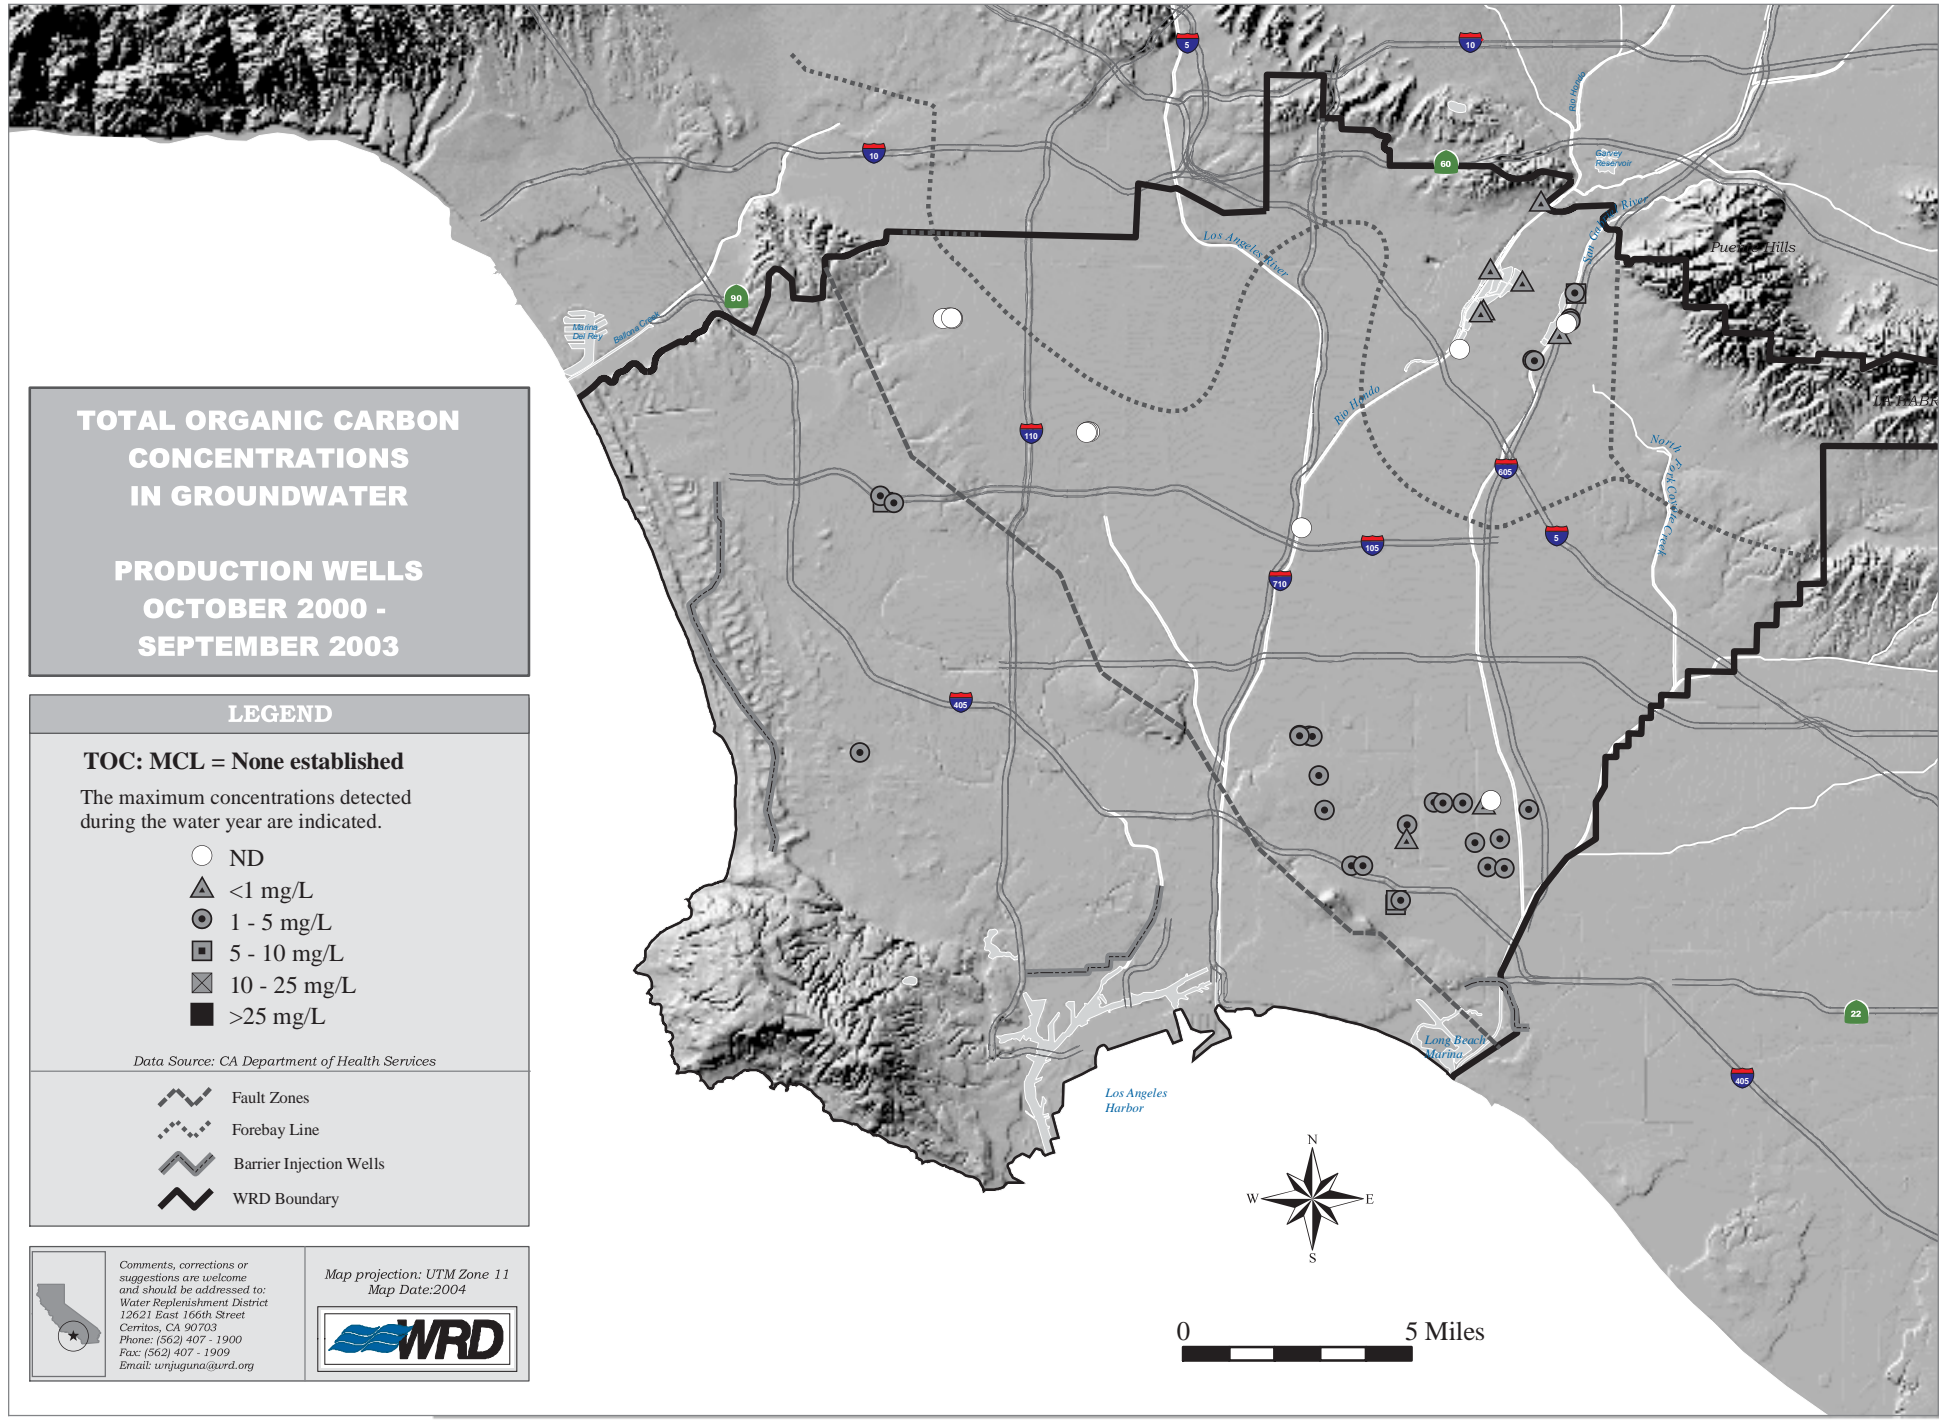 TOTAL ORGANIC CARBON
CONCENTRATIONS
IN GROUNDWATER
PRODUCTION WELLS
OCTOBER 2000 -
SEPTEMBER 2003
LEGEND
TOC: MCL = None established
The maximum concentrations detected
during the water year are indicated.
ND
<1 mg/L
1 - 5 mg/L
5 - 10 mg/L
10 - 25 mg/L
>25 mg/L
Data Source: CA Department of Health Services
Fault Zones
Forebay Line
Barrier Injection Wells
WRD Boundary
Comments, corrections or
suggestions are welcome
and should be addressed to:
Water Replenishment District
12621 East 166th Street
Cerritos, CA 90703
Phone: (562) 407 - 1900
Fax: (562) 407 - 1909
Email: wnjuguna@wrd.org
Map projection: UTM Zone 11
Map Date:2004
WRD
5
10
Rio Hondo
10
60
Garvey
Reservoir
San Gabriel River
Los Angeles River
Puente Hills
90
Marina
Del Rey
Ballona Creek
Rio Hondo
110
605
North Fork Coyote Creek
105
5
710
405
22
Long Beach
Marina
405
Los Angeles
Harbor
N
W
E
S
0
5 Miles